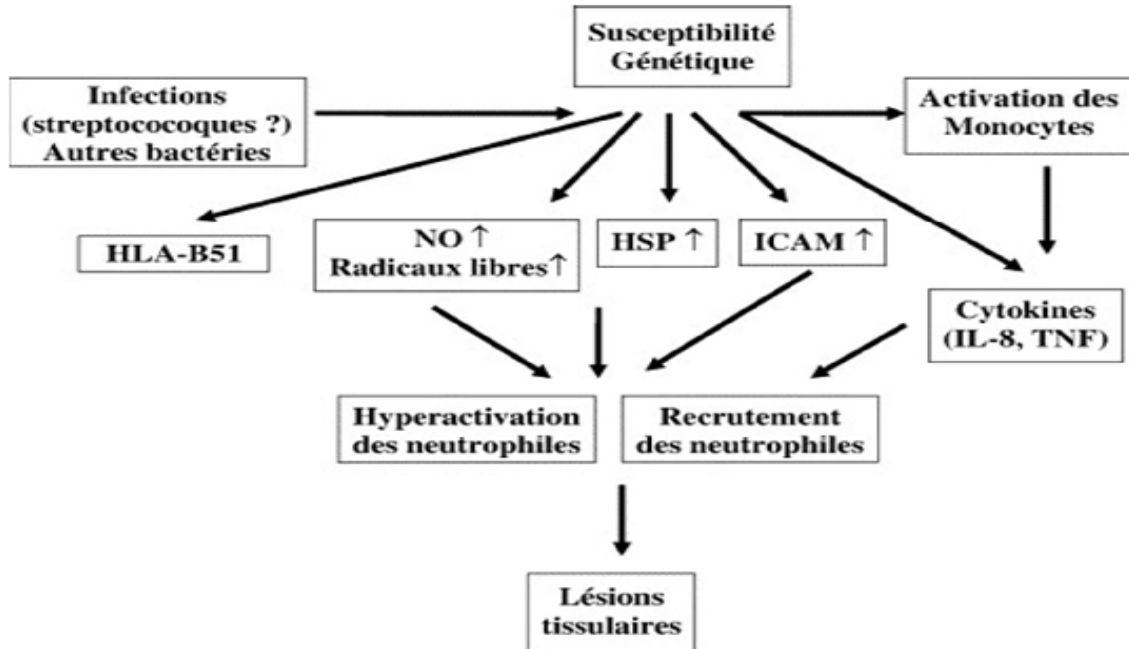 Susceptibilité
Génétique
Infections
(streptococoques ?)
Autres bactéries
Activation des
Monocytes
HLA-B51
NO ↑
Radicaux libres↑
HSP ↑
ICAM ↑
Cytokines
(IL-8, TNF)
Hyperactivation
des neutrophiles
Recrutement
des neutrophiles
Lésions
tissulaires